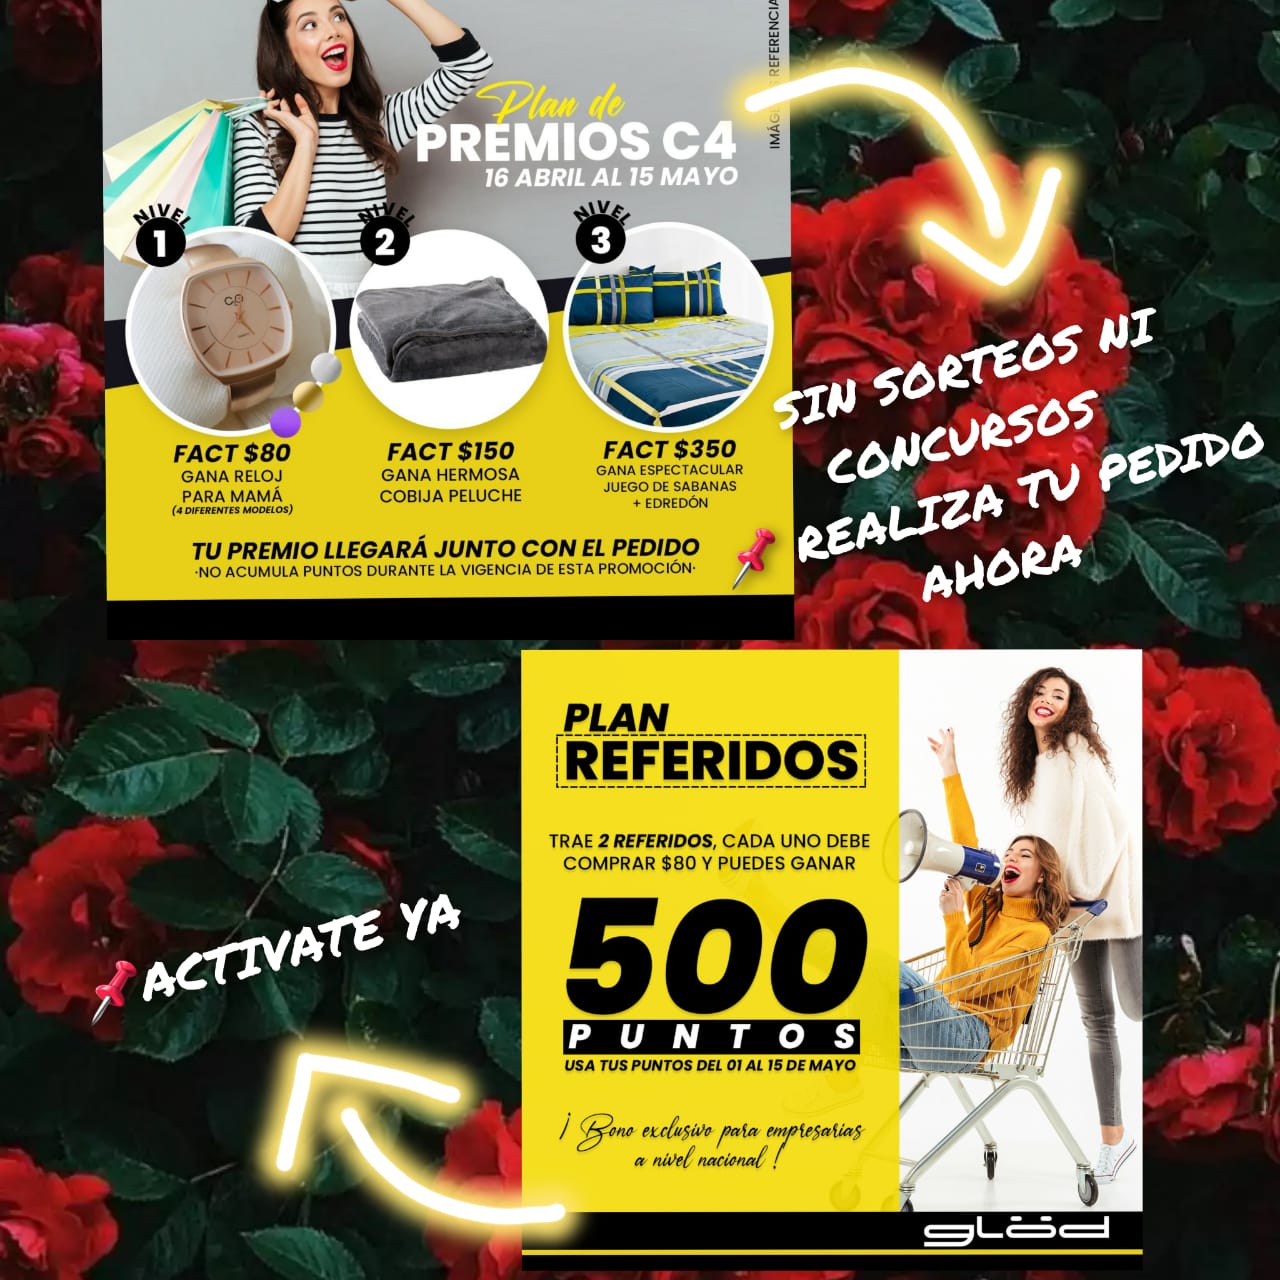 IMÁGENES REFERENCIA
Plan de
PREMIOS C4
16 ABRIL AL 15 MAYO
NIVEL
1
NIVEL
2
NIVEL
3
FACT $80
GANA RELOJ
PARA MAMÁ
(4 DIFERENTES MODELOS)
FACT $150
GANA HERMOSA
COBIJA PELUCHE
FACT $350
GANA ESPECTACULAR
JUEGO DE SABANAS
+ EDREDÓN
TU PREMIO LLEGARÁ JUNTO CON EL PEDIDO
·NO ACUMULA PUNTOS DURANTE LA VIGENCIA DE ESTA PROMOCIÓN·
SIN SORTEOS NI
CONCURSOS
REALIZA TU PEDIDO
AHORA
PLAN
REFERIDOS
TRAE 2 REFERIDOS, CADA UNO DEBE
COMPRAR $80 Y PUEDES GANAR
500
PUNTOS
USA TUS PUNTOS DEL 01 AL 15 DE MAYO
¡Bono exclusivo para empresarias
a nivel nacional!
ACTIVATE YA
glöd